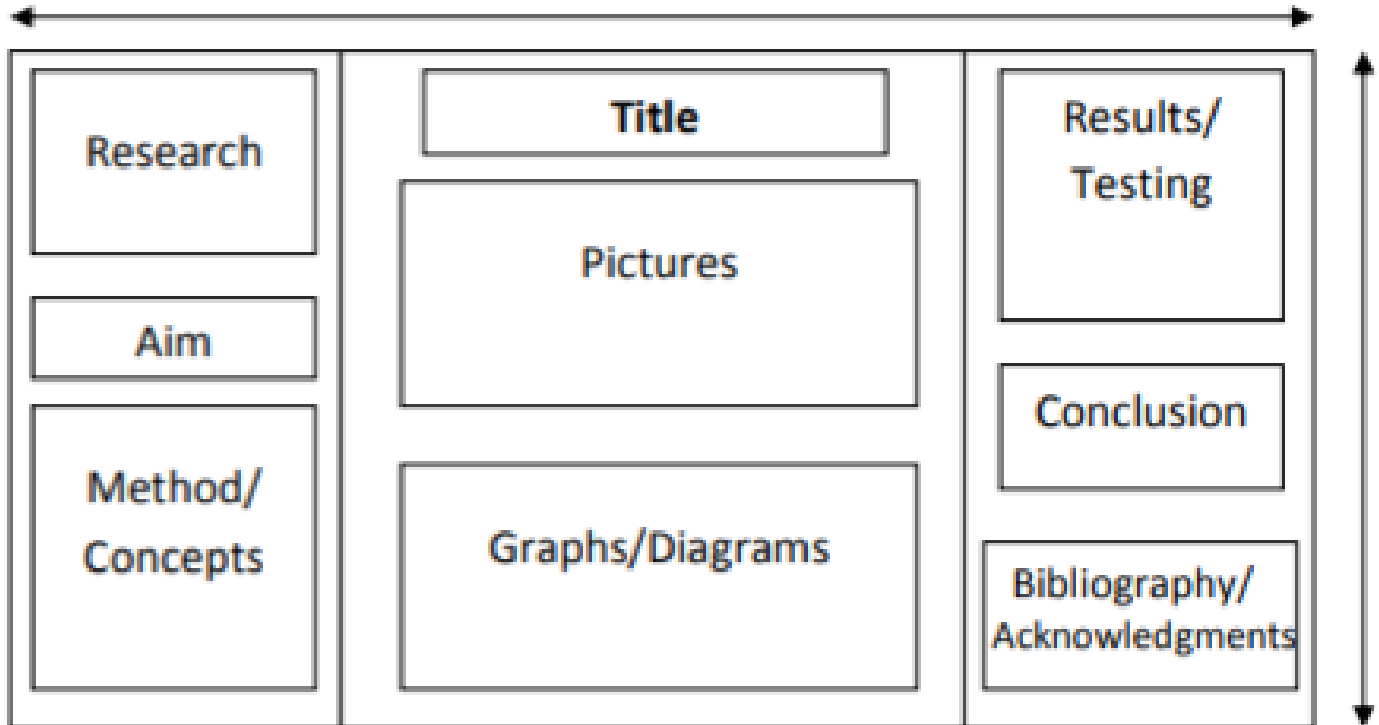 Research
Aim
Method/
Concepts
Title
Pictures
Graphs/Diagrams
Results/
Testing
Conclusion
Bibliography/
Acknowledgments